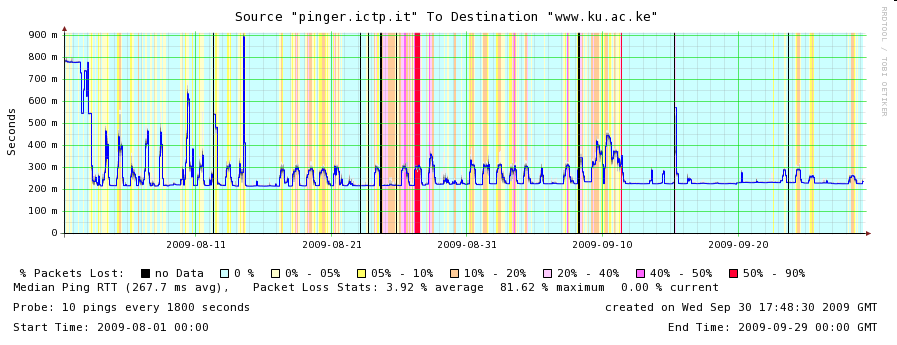 Source "pinger.ictp.it" To Destination "www.ku.ac.ke"
RRDTOOL / TOBI OETIKER
Seconds
900 m
800 m
700 m
600 m
500 m
400 m
300 m
200 m
100 m
0
2009-08-11 2009-08-21 2009-08-31 2009-09-10 2009-09-20
% Packets Lost: no Data 0 % 0% - 05% 05% - 10% 10% - 20% 20% - 40% 40% - 50% 50% - 90%
Median Ping RTT (267.7 ms avg), Packet Loss Stats: 3.92 % average 81.62 % maximum 0.00 % current
Probe: 10 pings every 1800 seconds created on Wed Sep 30 17:48:30 2009 GMT
Start Time: 2009-08-01 00:00 End Time: 2009-09-29 00:00 GMT